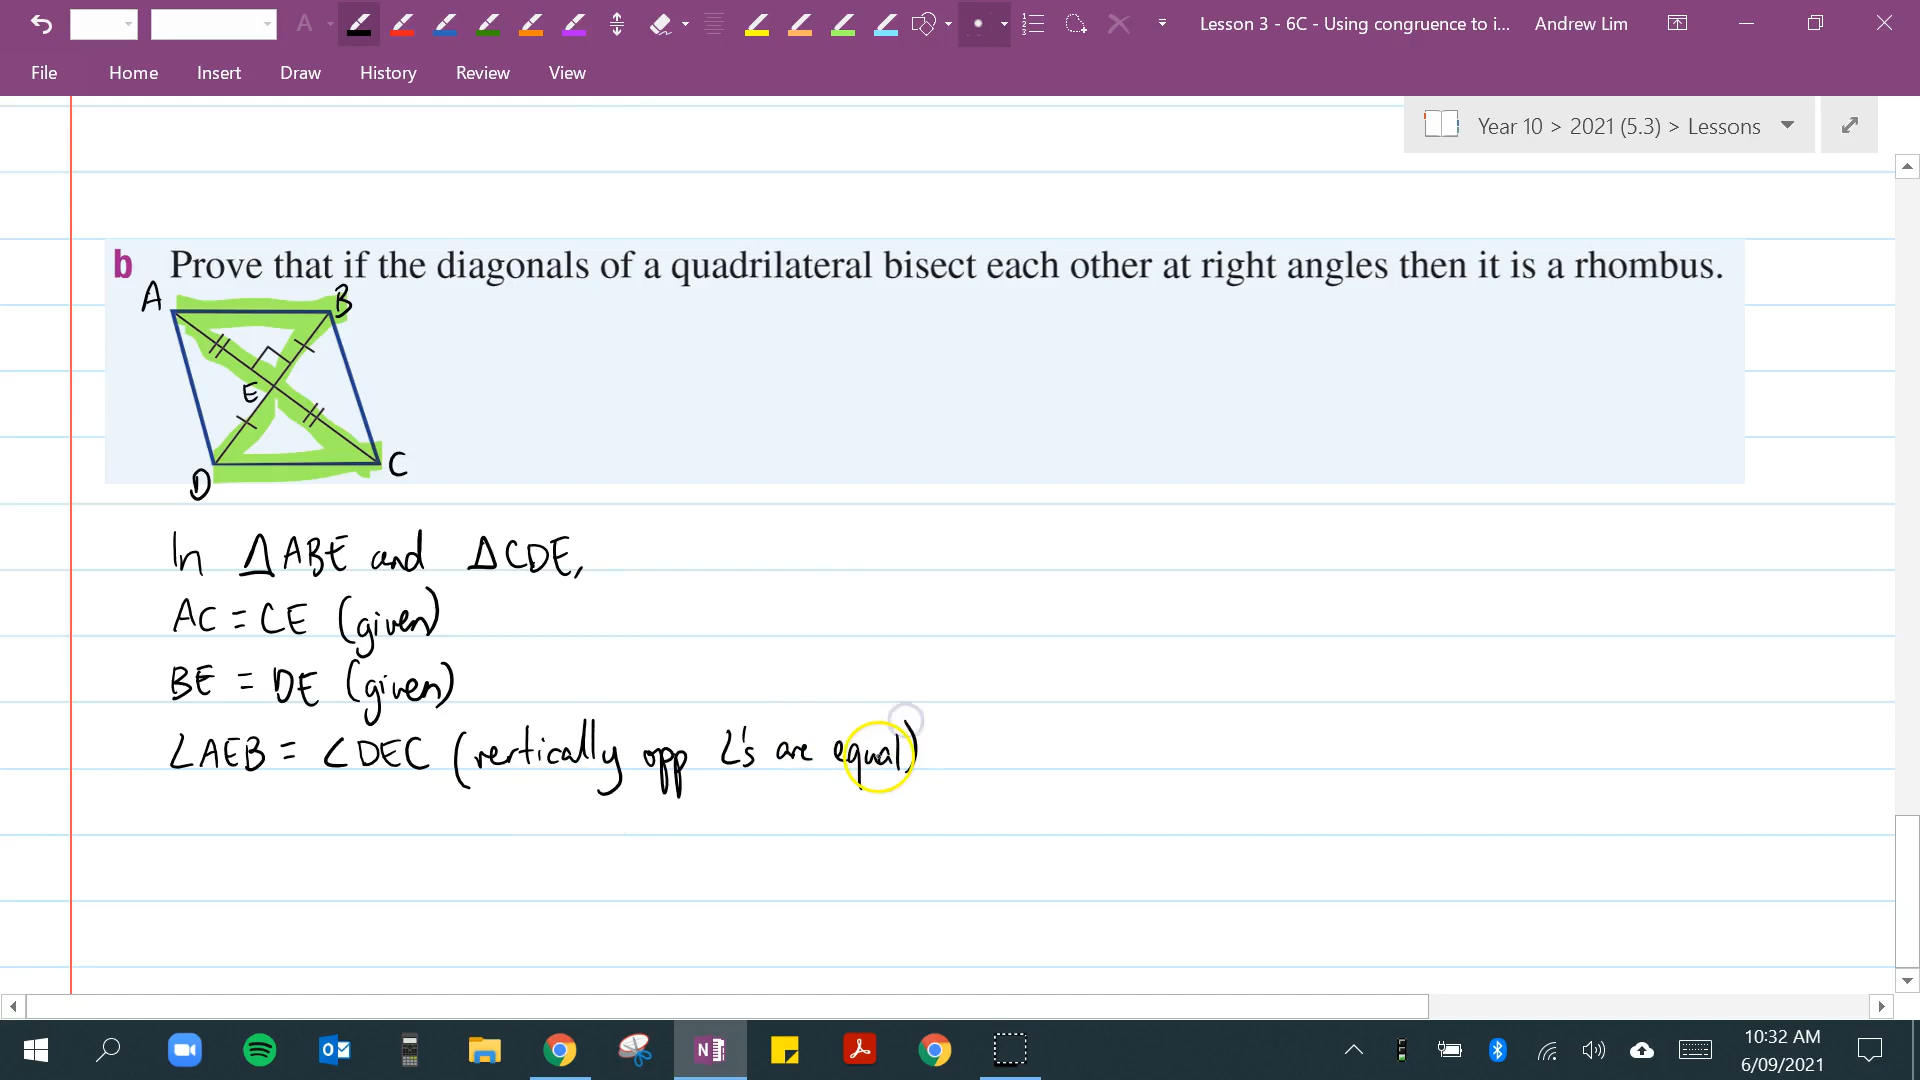 Lesson 3 - 6C - Using congruence to i...
Andrew Lim
File Home Insert Draw History Review View
Year 10 > 2021 (5.3) > Lessons
b Prove that if the diagonals of a quadrilateral bisect each other at right angles then it is a rhombus.
A
B
E
D
C
In ΔABE and ΔCDE,
AC = CE (given)
BE = DE (given)
∠AEB = ∠DEC (vertically opp ∠'s are equal)
10:32 AM
6/09/2021